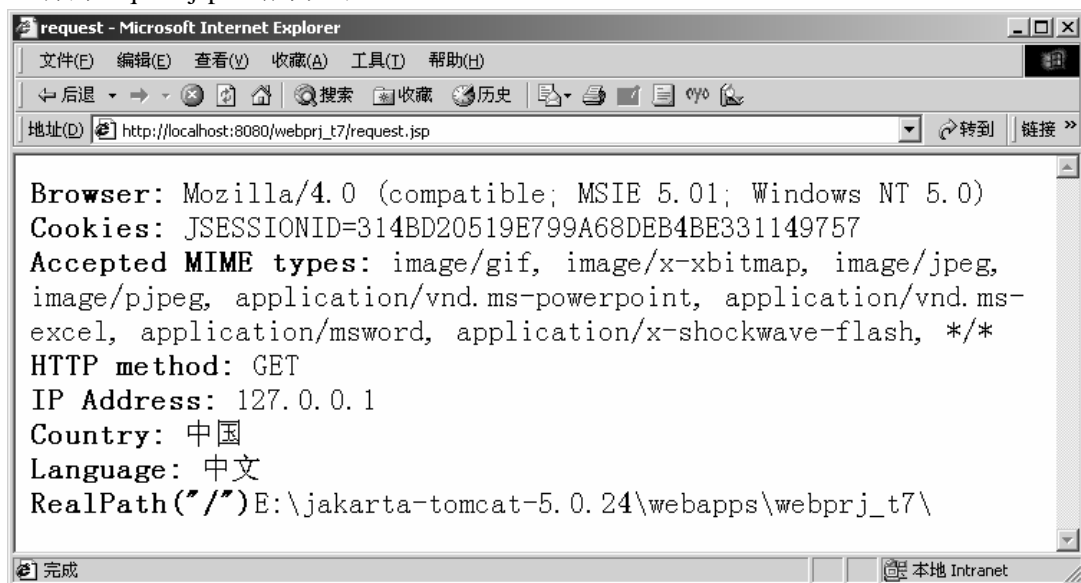 request - Microsoft Internet Explorer
文件(F) 编辑(E) 查看(V) 收藏(A) 工具(T) 帮助(H)
后退 搜索 收藏 历史
地址(D) http://localhost:8080/webprj_t7/request.jsp 转到 链接 »
Browser: Mozilla/4.0 (compatible; MSIE 5.01; Windows NT 5.0)
Cookies: JSESSIONID=314BD20519E799A68DEB4BE331149757
Accepted MIME types: image/gif, image/x-xbitmap, image/jpeg,
image/pjpeg, application/vnd.ms-powerpoint, application/vnd.ms-
excel, application/msword, application/x-shockwave-flash, */*
HTTP method: GET
IP Address: 127.0.0.1
Country: 中国
Language: 中文
RealPath("/")E:\jakarta-tomcat-5.0.24\webapps\webprj_t7\
完成 本地 Intranet